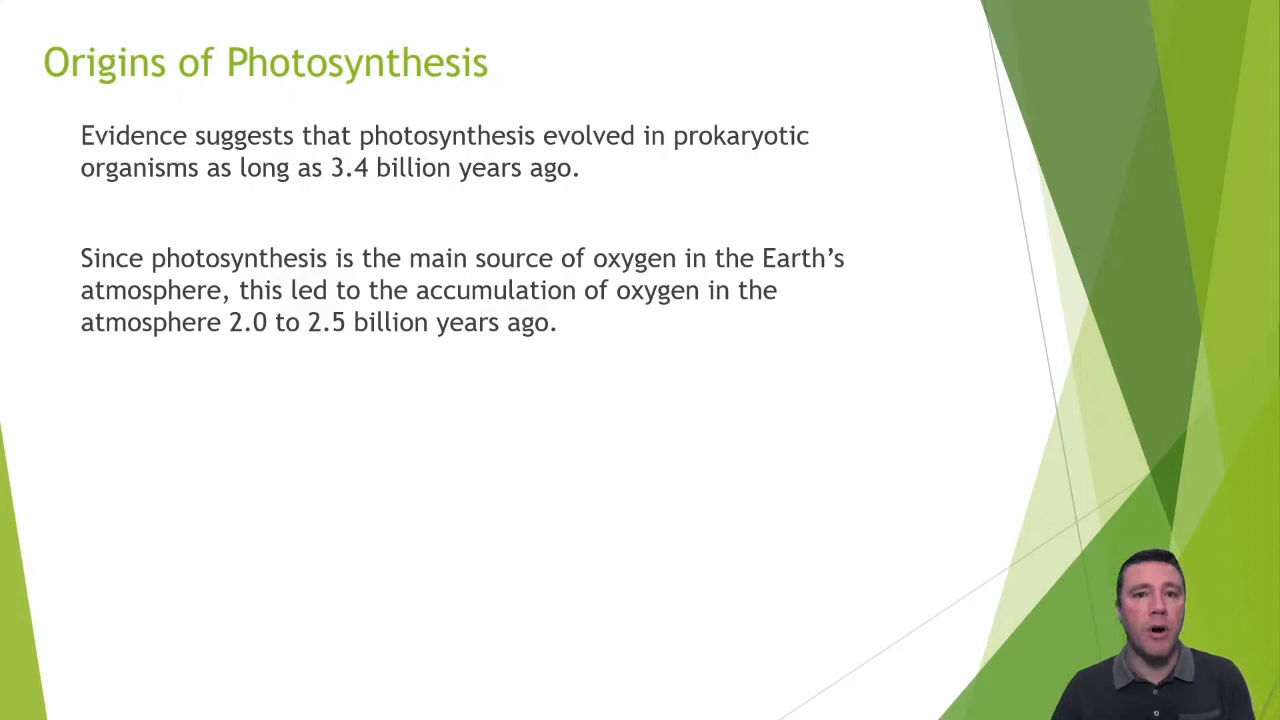 Origins of Photosynthesis
Evidence suggests that photosynthesis evolved in prokaryotic
organisms as long as 3.4 billion years ago.
Since photosynthesis is the main source of oxygen in the Earth’s
atmosphere, this led to the accumulation of oxygen in the
atmosphere 2.0 to 2.5 billion years ago.